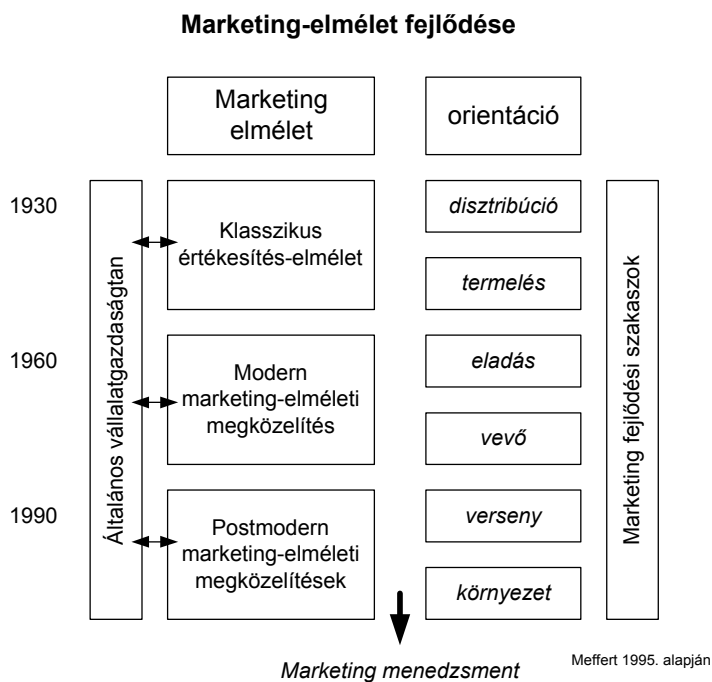 Marketing-elmélet fejlődése
Marketing
elmélet
orientáció
1930
1960
1990
Általános vállalatgazdaságtan
Klasszikus
értékesítés-elmélet
Modern
marketing-elméleti
megközelítés
Postmodern
marketing-elméleti
megközelítések
disztribúció
termelés
eladás
vevő
verseny
környezet
Marketing fejlődési szakaszok
Marketing menedzsment
Meffert 1995. alapján